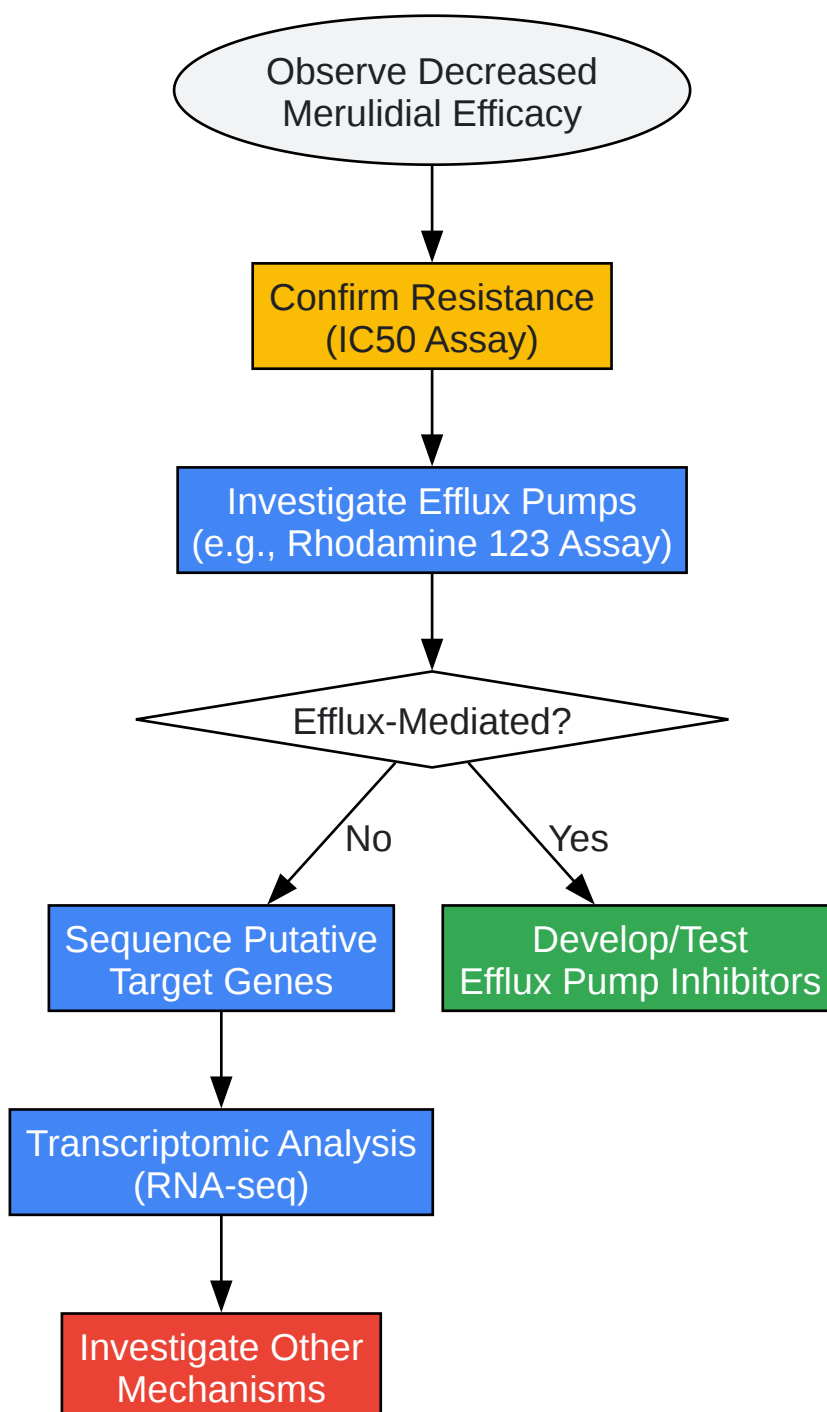 Observe Decreased
Merulidial Efficacy
Confirm Resistance
(IC50 Assay)
Investigate Efflux Pumps
(e.g., Rhodamine 123 Assay)
Efflux-Mediated?
No
Yes
Sequence Putative
Target Genes
Develop/Test
Efflux Pump Inhibitors
Transcriptomic Analysis
(RNA-seq)
Investigate Other
Mechanisms